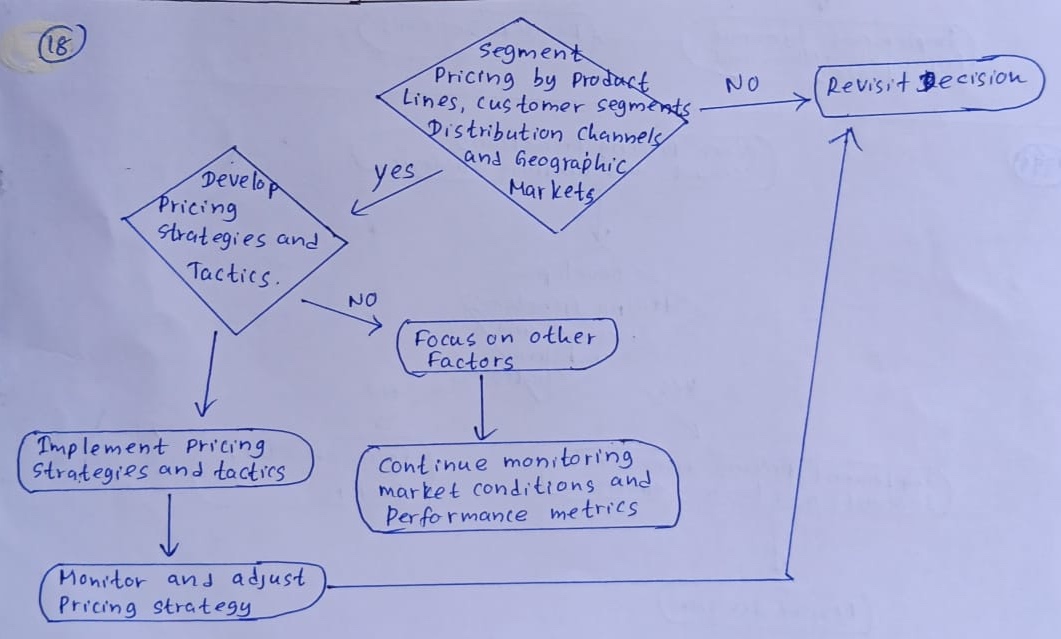 18
Segment
Pricing by Product
Lines, customer segments
Distribution Channels
and Geographic
Markets
NO
Revisit Decision
yes
Develop
Pricing
Strategies and
Tactics.
NO
Focus on other
Factors
Implement Pricing
Strategies and tactics
Continue monitoring
market conditions and
Performance metrics
Monitor and adjust
Pricing strategy